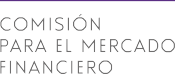 COMISIÓN
PARA EL MERCADO
FINANCIERO